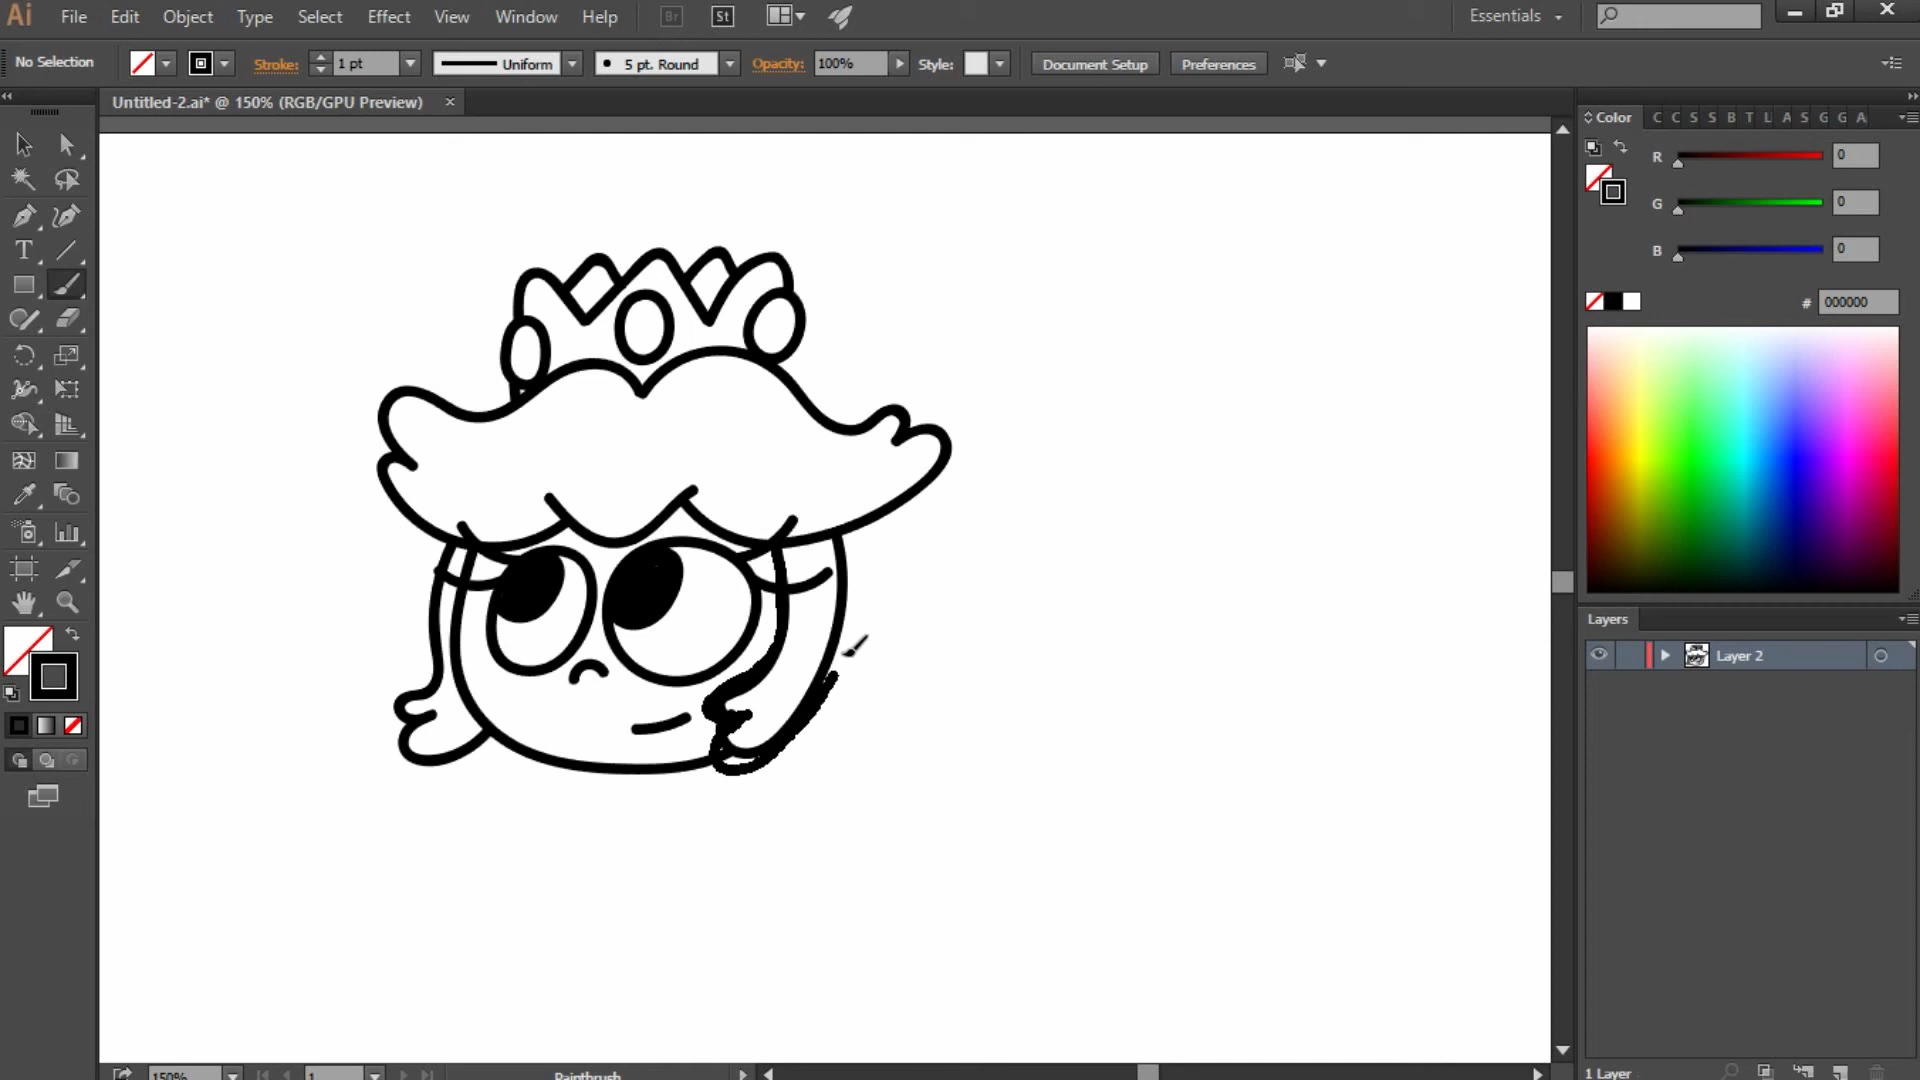 Ai File Edit Object Type Select Effect View Window Help Br St Essentials
No Selection Stroke: 1 pt Uniform 5 pt. Round Opacity: 100% Style: Document Setup Preferences
Untitled-2.ai* @ 150% (RGB/GPU Preview) ×
Color C C S S B T L A S G G A
R 0
G 0
B 0
# 000000
Layers
Layer 2
150% 1 Paintbrush 1 Layer